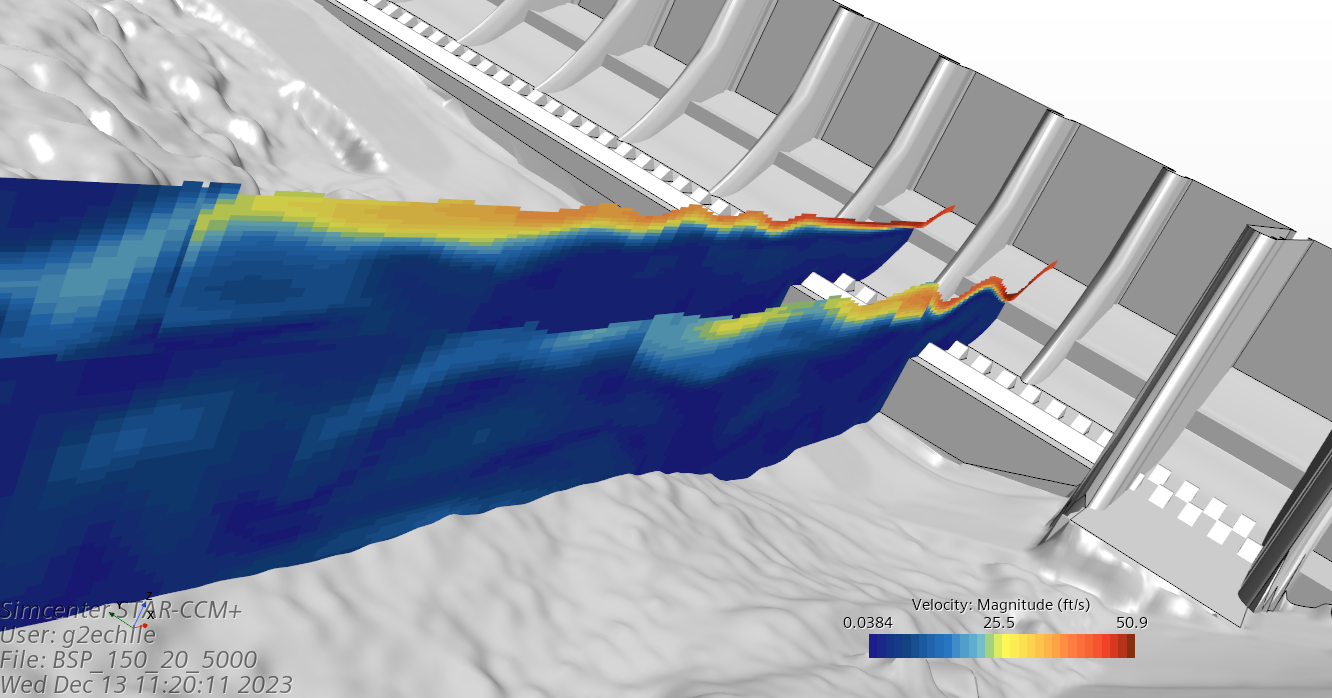 Velocity: Magnitude (ft/s)
0.0384 25.5 50.9
Z
Y
X
Simcenter STAR-CCM+
User: g2echlle
File: BSP_150_20_5000
Wed Dec 13 11:20:11 2023